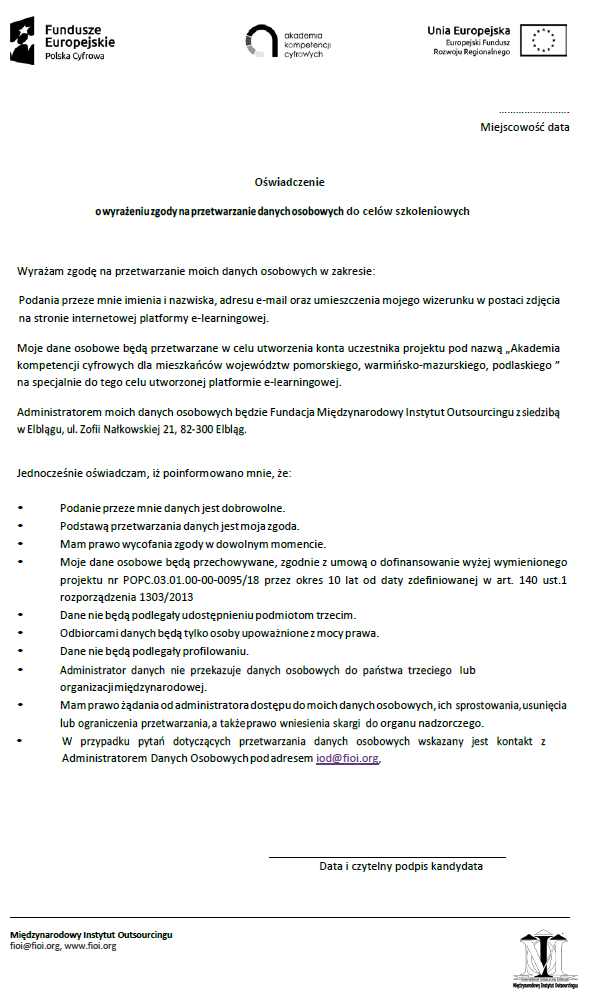 Fundusze
Europejskie
Polska Cyfrowa
akademia
kompetencji
cyfrowych
Unia Europejska
Europejski Fundusz
Rozwoju Regionalnego
……………………
Miejscowość data
Oświadczenie
o wyrażeniu zgody na przetwarzanie danych osobowych do celów szkoleniowych
Wyrażam zgodę na przetwarzanie moich danych osobowych w zakresie:
Podania przeze mnie imienia i nazwiska, adresu e-mail oraz umieszczenia mojego wizerunku w postaci zdjęcia
na stronie internetowej platformy e-learningowej.
Moje dane osobowe będą przetwarzane w celu utworzenia konta uczestnika projektu pod nazwą „Akademia
kompetencji cyfrowych dla mieszkańców województw pomorskiego, warmińsko-mazurskiego, podlaskiego ”
na specjalnie do tego celu utworzonej platformie e-learningowej.
Administratorem moich danych osobowych będzie Fundacja Międzynarodowy Instytut Outsourcingu z siedzibą
w Elblągu, ul. Zofii Nałkowskiej 21, 82-300 Elbląg.
Jednocześnie oświadczam, iż poinformowano mnie, że:
• Podanie przeze mnie danych jest dobrowolne.
• Podstawą przetwarzania danych jest moja zgoda.
• Mam prawo wycofania zgody w dowolnym momencie.
• Moje dane osobowe będą przechowywane, zgodnie z umową o dofinansowanie wyżej wymienionego
projektu nr POPC.03.01.00-00-0095/18 przez okres 10 lat od daty zdefiniowanej w art. 140 ust.1
rozporządzenia 1303/2013
• Dane nie będą podlegały udostępnieniu podmiotom trzecim.
• Odbiorcami danych będą tylko osoby upoważnione z mocy prawa.
• Dane nie będą podlegały profilowaniu.
• Administrator danych nie przekazuje danych osobowych do państwa trzeciego lub
organizacji międzynarodowej.
• Mam prawo żądania od administratora dostępu do moich danych osobowych, ich sprostowania, usunięcia
lub ograniczenia przetwarzania, a także prawo wniesienia skargi do organu nadzorczego.
• W przypadku pytań dotyczących przetwarzania danych osobowych wskazany jest kontakt z
Administratorem Danych Osobowych pod adresem iod@fioi.org,
Data i czytelny podpis kandydata
Międzynarodowy Instytut Outsourcingu
fioi@fioi.org, www.fioi.org
Międzynarodowy Instytut Outsourcingu